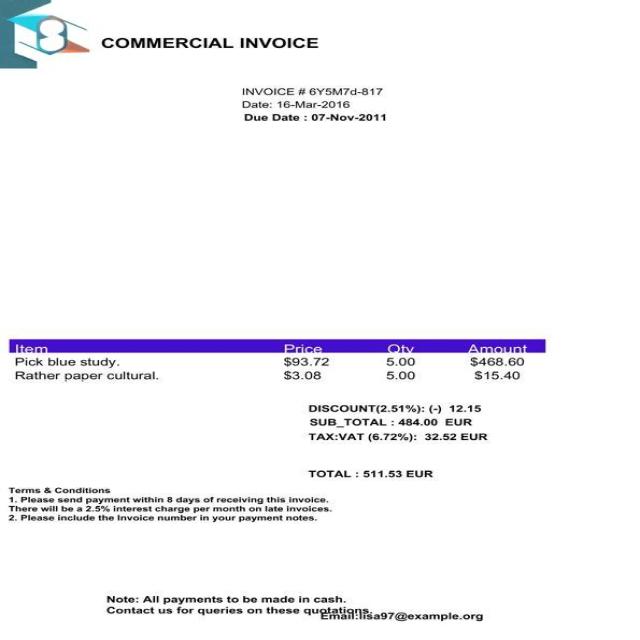 8
COMMERCIAL INVOICE
INVOICE # 6Y5M7d-817
Date: 16-Mar-2016
Due Date : 07-Nov-2011
Item Price Qty Amount
Pick blue study. $93.72 5.00 $468.60
Rather paper cultural. $3.08 5.00 $15.40
DISCOUNT(2.51%): (-) 12.15
SUB_TOTAL : 484.00 EUR
TAX:VAT (6.72%): 32.52 EUR
TOTAL : 511.53 EUR
Terms & Conditions
1. Please send payment within 8 days of receiving this invoice.
There will be a 2.5% interest charge per month on late invoices.
2. Please include the Invoice number in your payment notes.
Note: All payments to be made in cash.
Contact us for queries on these quotations.
Email:lisa97@example.org